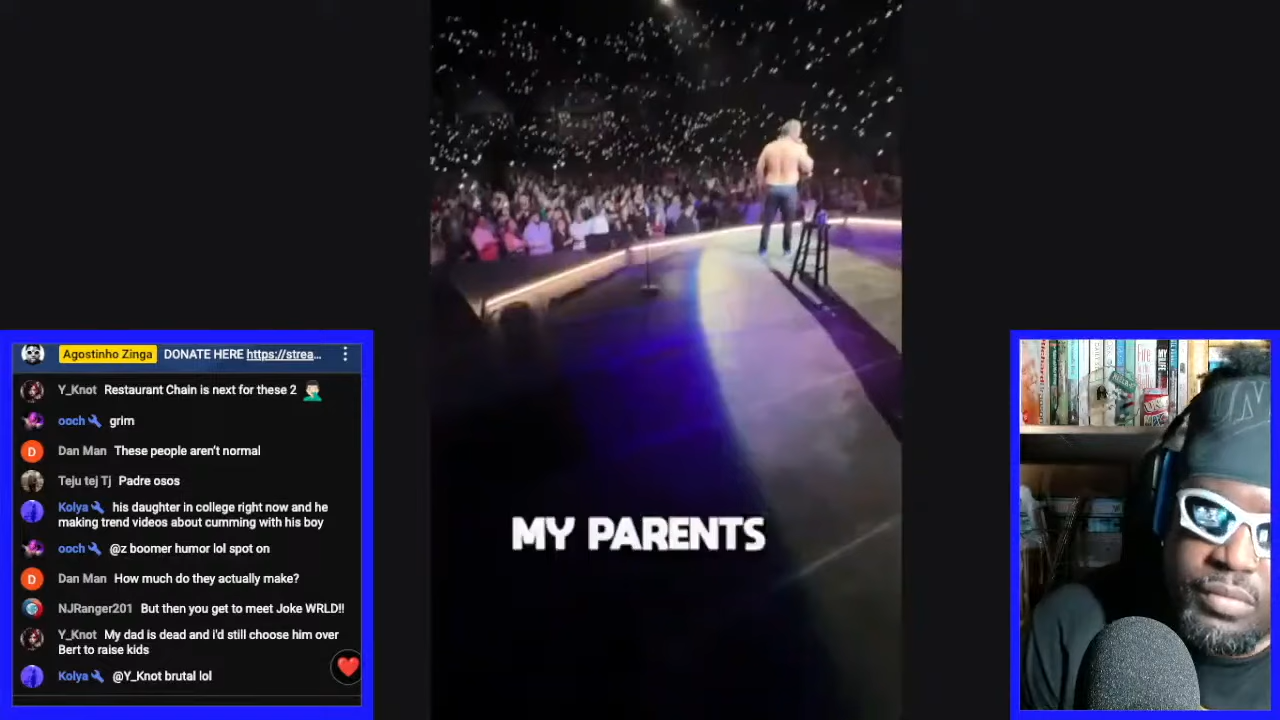 Agostinho Zinga DONATE HERE https://strea...
Y_Knot Restaurant Chain is next for these 2
ooch grim
Dan Man These people aren't normal
Teju tej Tj Padre osos
Kolya his daughter in college right now and he
making trend videos about cumming with his boy
ooch @z boomer humor lol spot on
Dan Man How much do they actually make?
NJRanger201 But then you get to meet Joke WRLD!!
Y_Knot My dad is dead and i'd still choose him over
Bert to raise kids
Kolya @Y_Knot brutal lol
MY PARENTS